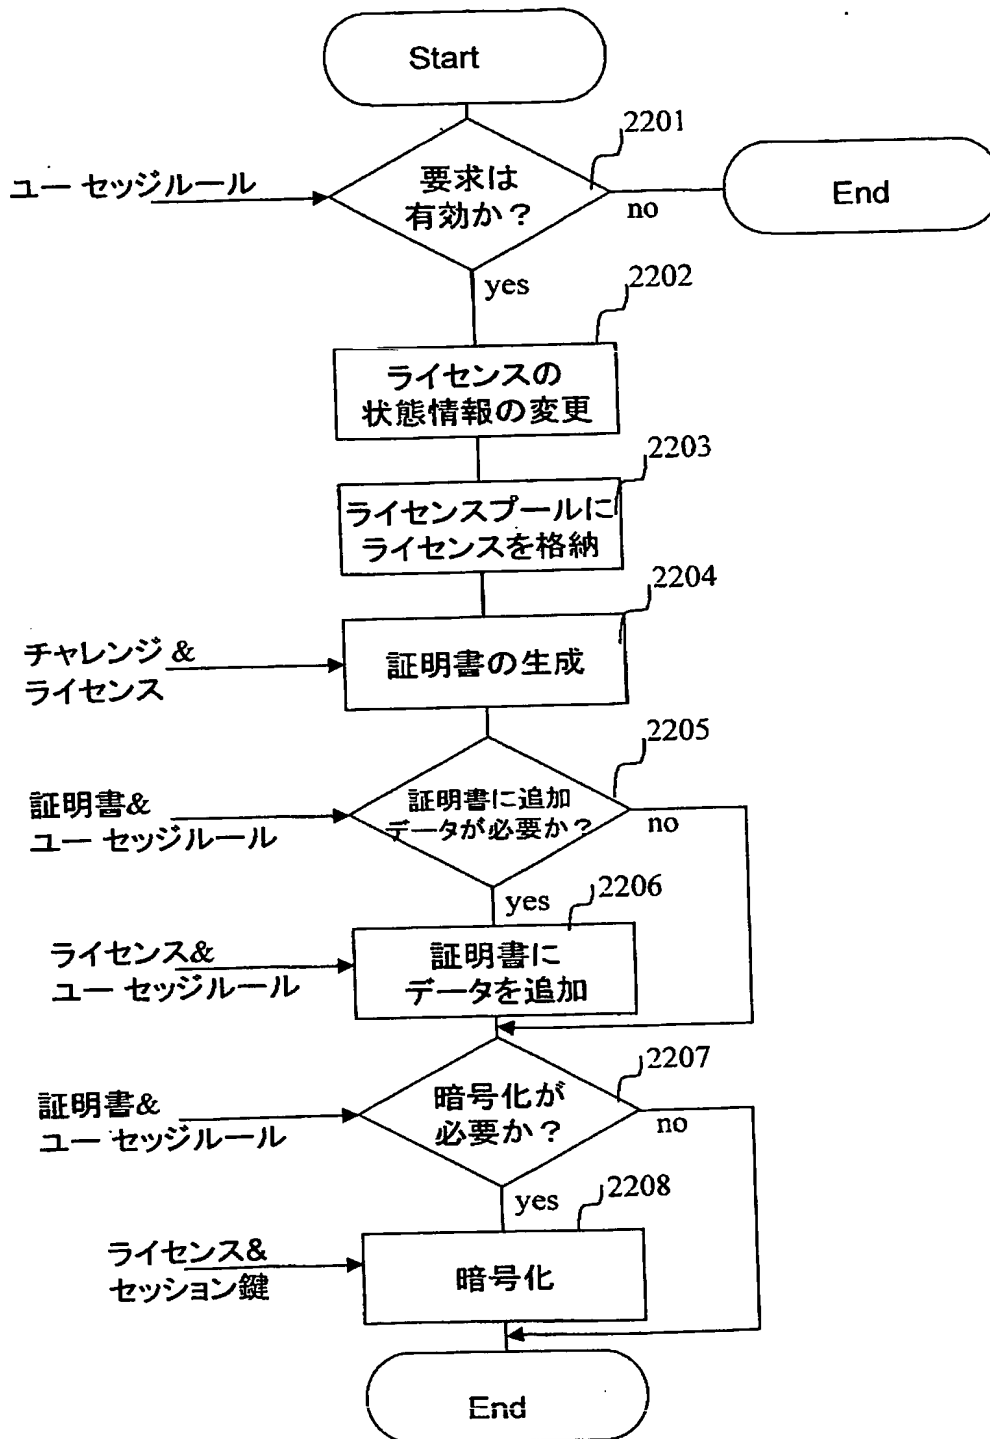 Start
2201
要求は
有効か？
ユーセッジルール
no
End
yes
2202
ライセンスの
状態情報の変更
2203
ライセンスプールに
ライセンスを格納
2204
チャレンジ &
ライセンス
証明書の生成
2205
証明書&
ユーセッジルール
証明書に追加
データが必要か？
no
yes
2206
ライセンス&
ユーセッジルール
証明書に
データを追加
2207
証明書&
ユーセッジルール
暗号化が
必要か？
no
yes
2208
ライセンス&
セッション鍵
暗号化
End